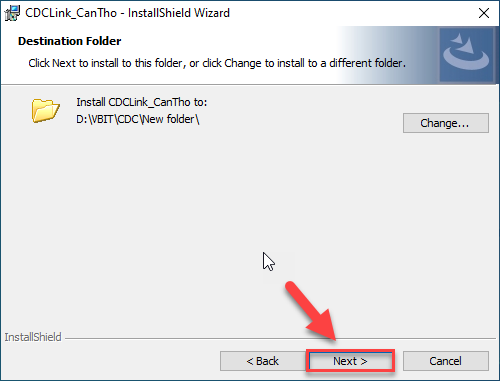 CDCLink_CanTho - InstallShield Wizard
Destination Folder
Click Next to install to this folder, or click Change to install to a different folder.
Install CDCLink_CanTho to:
D:\VBIT\CDC\New folder\
Change...
InstallShield
< Back
Next >
Cancel